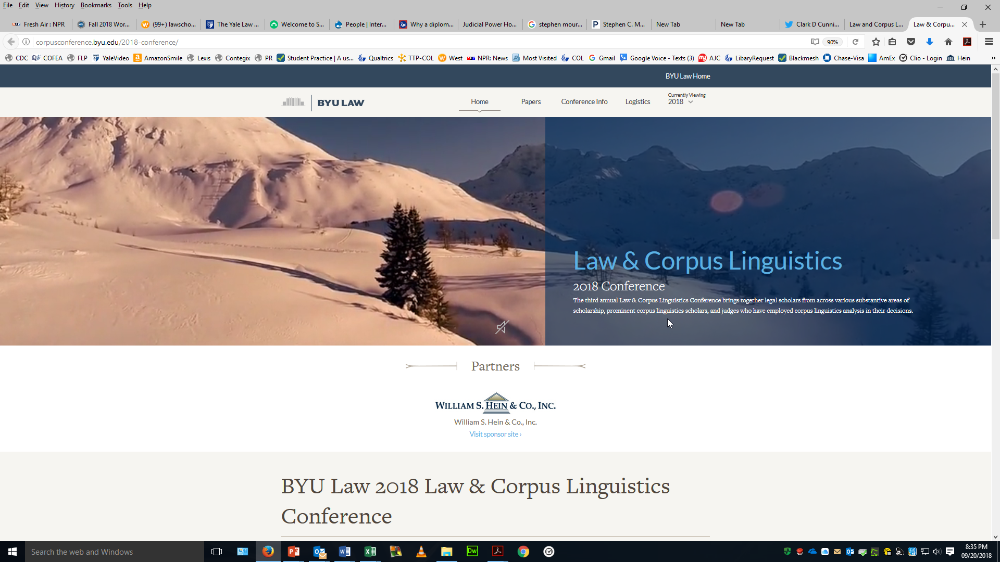 File Edit View History Bookmarks Tools Help
Fresh Air : NPR
Fall 2018 Wor...
(99+) lawscho...
The Yale Law ...
Welcome to S...
People | Inter...
Why a diplom...
Judicial Power Ho...
stephen mour...
Stephen C. M...
New Tab
New Tab
Clark D Cunni...
Law and Corpus L...
Law & Corpu...
corpusconference.byu.edu/2018-conference/
90%
CDC COFEA FLP YaleVideo AmazonSmile Lexis Contegix PR Student Practice | A us... Qualtrics TTP-COL West NPR: News Most Visited COL Gmail Google Voice - Texts (3) AJC LibaryRequest Blackmesh Chase-Visa AmEx Clio - Login Hein
BYU Law Home
BYU LAW
Home Papers Conference Info Logistics
Currently Viewing
2018
Law & Corpus Linguistics
2018 Conference
The third annual Law & Corpus Linguistics Conference brings together legal scholars from across various substantive areas of
scholarship, prominent corpus linguistics scholars, and judges who have employed corpus linguistics analysis in their decisions.
Partners
WILLIAM S. HEIN & CO., INC.
William S. Hein & Co., Inc.
Visit sponsor site ›
BYU Law 2018 Law & Corpus Linguistics
Conference
Search the web and Windows
8:35 PM
09/20/2018